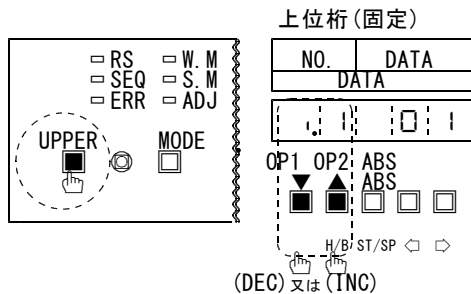 上位桁(固定)
RS W.M
SEQ S.M
ERR ADJ
UPPER MODE
NO. DATA
DATA
1.1 01
OP1 OP2 ABS
ABS
▼ ▲
H/B ST/SP ⇦ ⇨
(DEC)又は(INC)